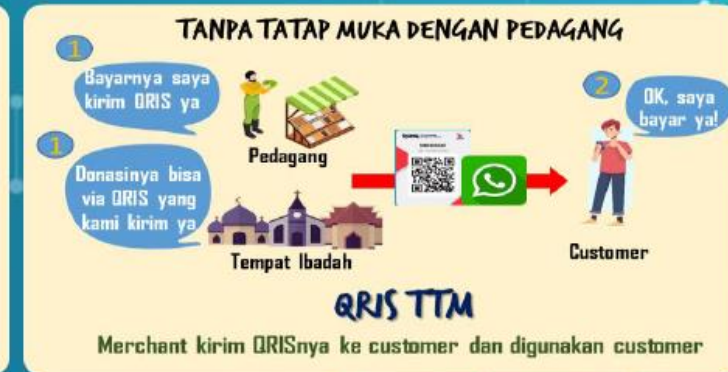 TANPA TATAP MUKA DENGAN PEDAGANG
1
Bayarnya saya
kirim QRIS ya
1
Donasinya bisa
via QRIS yang
kami kirim ya
Pedagang
Tempat Ibadah
2
OK, saya
bayar ya!
Customer
QRIS TTM
Merchant kirim QRISnya ke customer dan digunakan customer